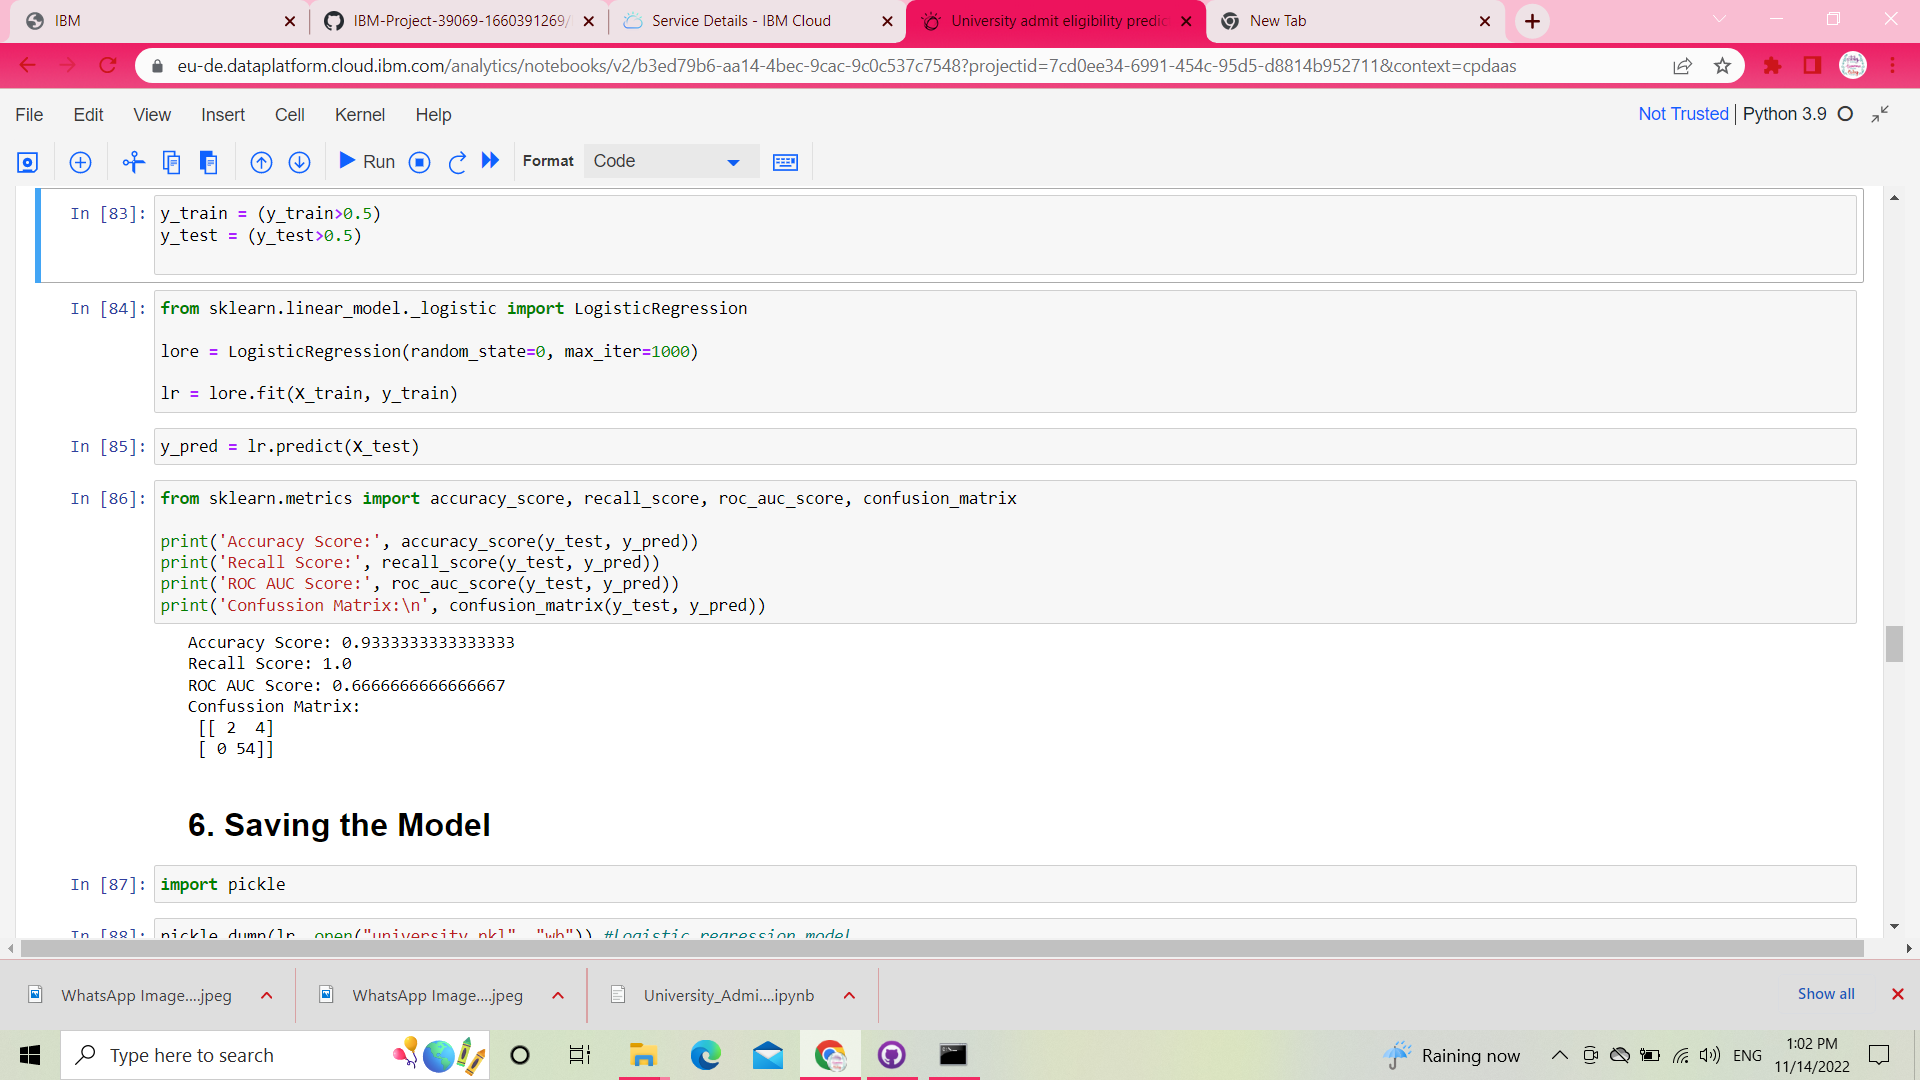 IBM
IBM-Project-39069-1660391269/
Service Details - IBM Cloud
University admit eligibility predic
New Tab
eu-de.dataplatform.cloud.ibm.com/analytics/notebooks/v2/b3ed79b6-aa14-4bec-9cac-9c0c537c7548?projectid=7cd0ee34-6991-454c-95d5-d8814b952711&context=cpdaas
File Edit View Insert Cell Kernel Help
Not Trusted Python 3.9
Run Format Code
In [83]: y_train = (y_train>0.5)
y_test = (y_test>0.5)
In [84]: from sklearn.linear_model._logistic import LogisticRegression
lore = LogisticRegression(random_state=0, max_iter=1000)
lr = lore.fit(X_train, y_train)
In [85]: y_pred = lr.predict(X_test)
In [86]: from sklearn.metrics import accuracy_score, recall_score, roc_auc_score, confusion_matrix
print('Accuracy Score:', accuracy_score(y_test, y_pred))
print('Recall Score:', recall_score(y_test, y_pred))
print('ROC AUC Score:', roc_auc_score(y_test, y_pred))
print('Confussion Matrix:\n', confusion_matrix(y_test, y_pred))
Accuracy Score: 0.9333333333333333
Recall Score: 1.0
ROC AUC Score: 0.6666666666666667
Confussion Matrix:
[[ 2 4]
[ 0 54]]
6. Saving the Model
In [87]: import pickle
In [88]: pickle.dump(lr, open("university.pkl", "wb")) #Logistic regression model
WhatsApp Image....jpeg
WhatsApp Image....jpeg
University_Admi....ipynb
Show all
Type here to search
Raining now
ENG
1:02 PM
11/14/2022